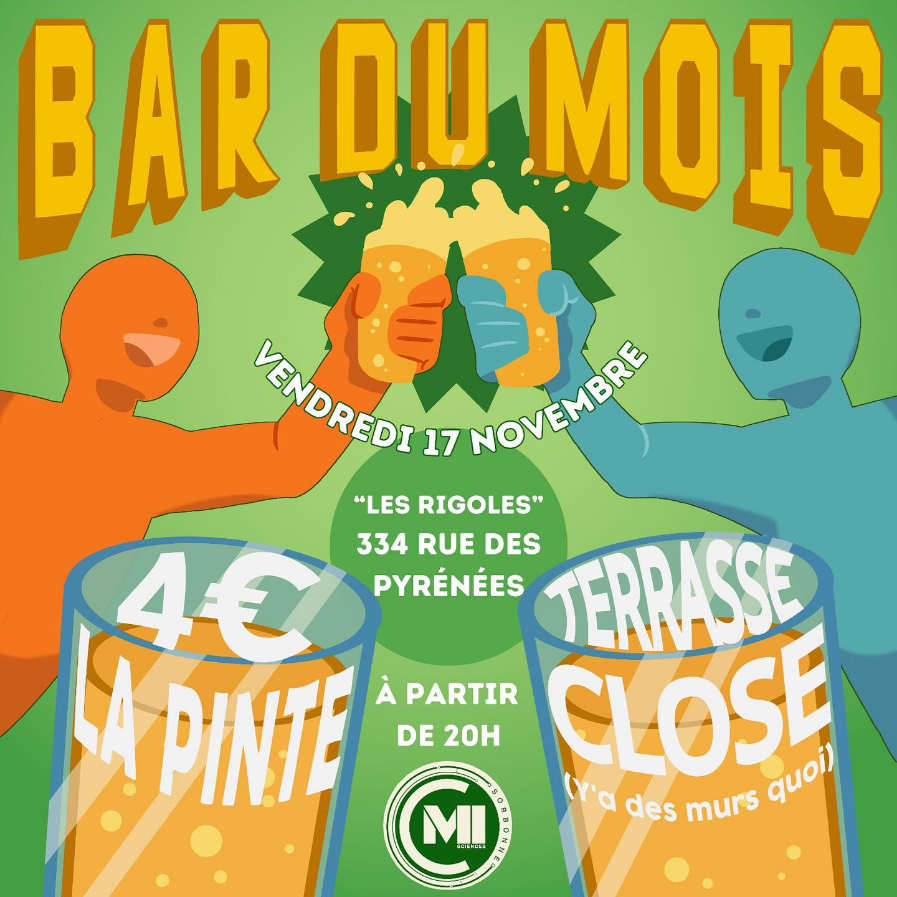 BAR DU MOIS
VENDREDI 17 NOVEMBRE
“LES RIGOLES”
334 RUE DES
PYRÉNÉES
4€
LA PINTE
TERRASSE
CLOSE
(Y'a des murs quoi)
À PARTIR
DE 20H
CMI
SCIENCES
SORBONNE